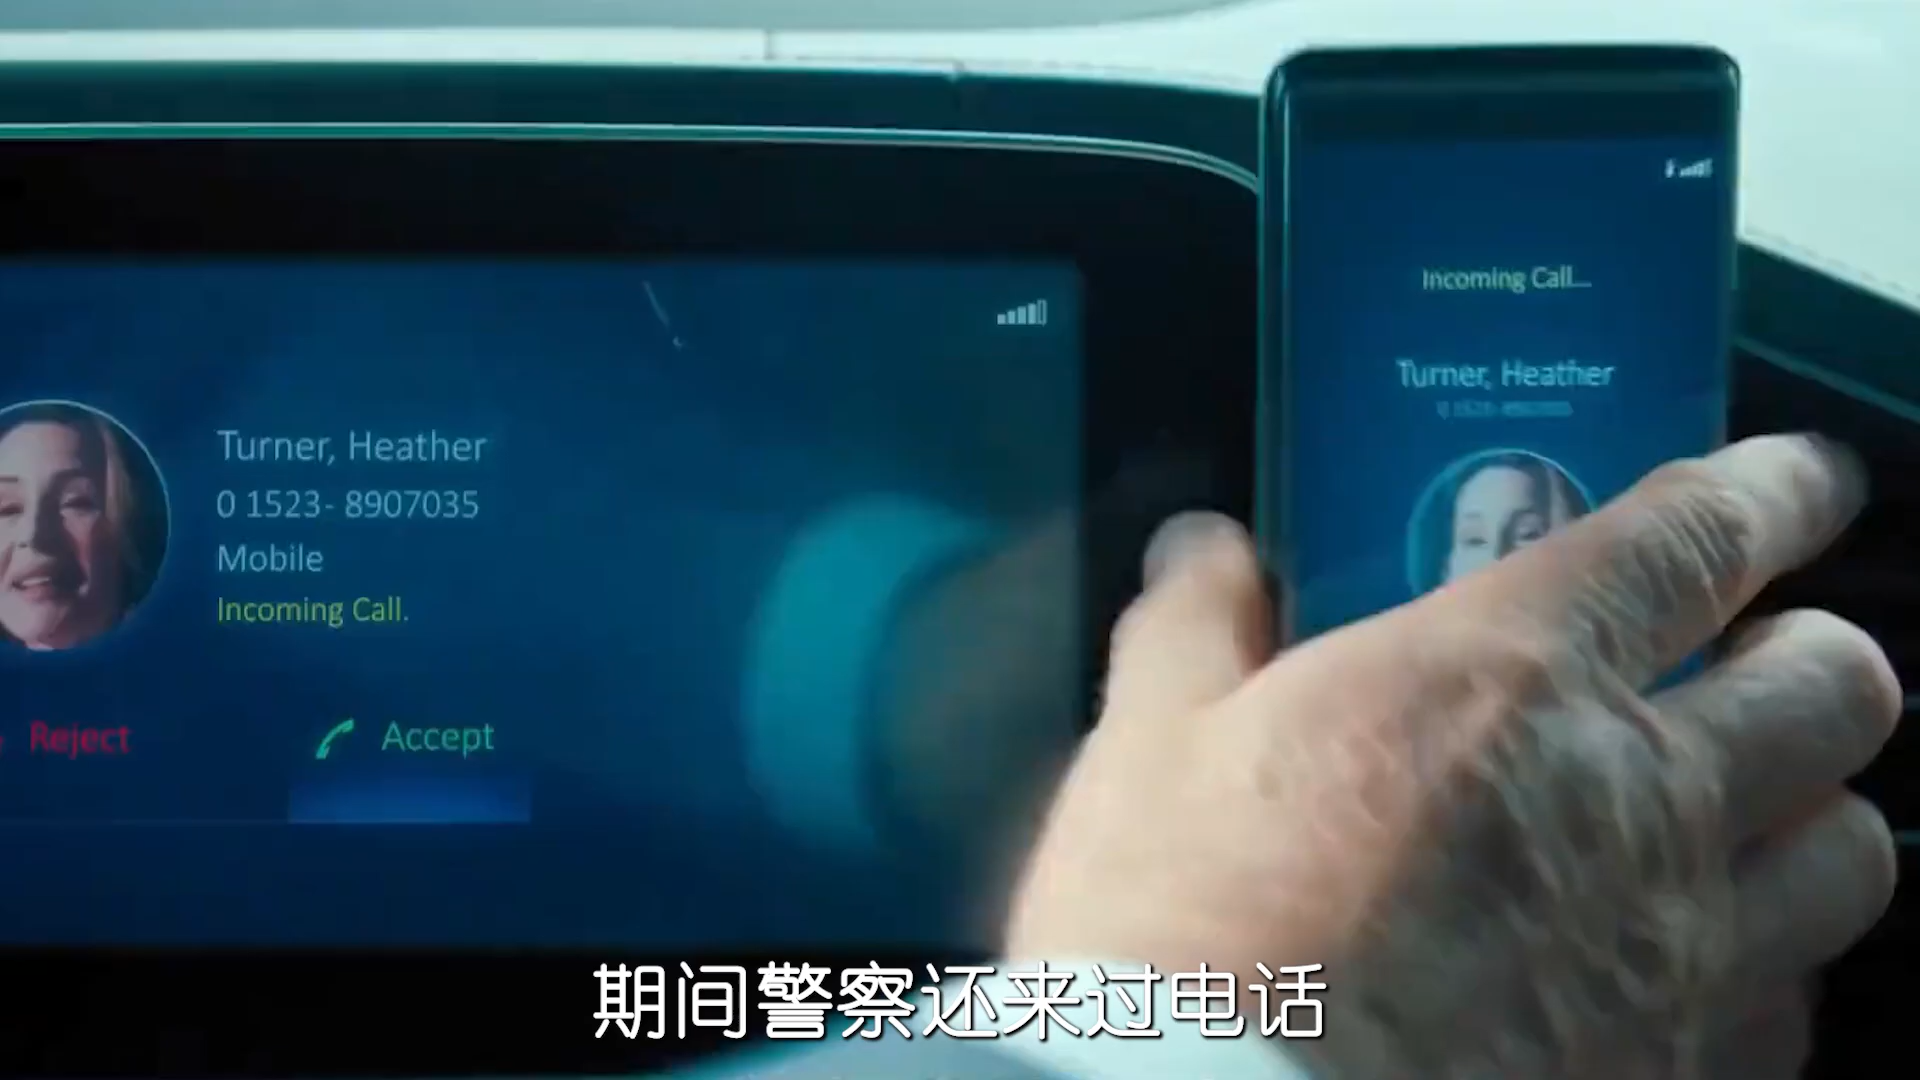 Turner, Heather
0 1523- 8907035
Mobile
Incoming Call.
Reject
Accept
Incoming Call...
Turner, Heather
期间警察还来过电话